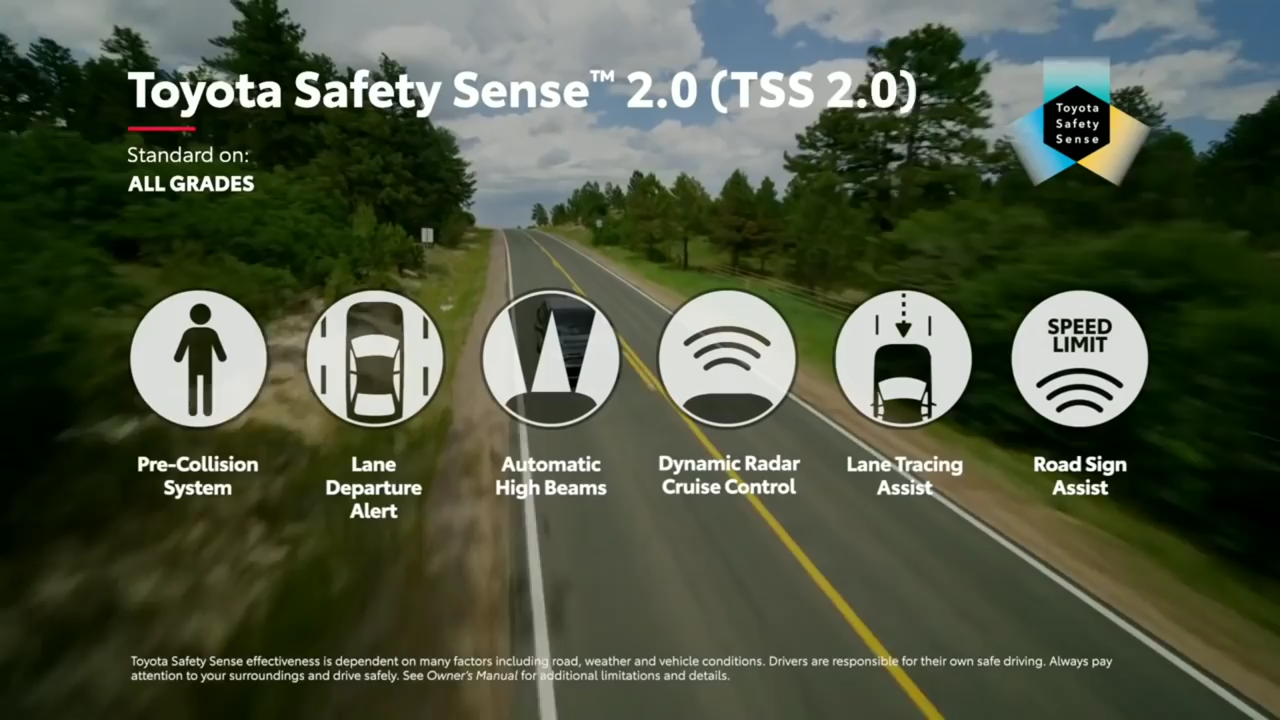 Toyota Safety Sense™ 2.0 (TSS 2.0)
Standard on:
ALL GRADES
Toyota
Safety
Sense
SPEED
LIMIT
Pre-Collision
System
Lane
Departure
Alert
Automatic
High Beams
Dynamic Radar
Cruise Control
Lane Tracing
Assist
Road Sign
Assist
Toyota Safety Sense effectiveness is dependent on many factors including road, weather and vehicle conditions. Drivers are responsible for their own safe driving. Always pay
attention to your surroundings and drive safely. See Owner's Manual for additional limitations and details.